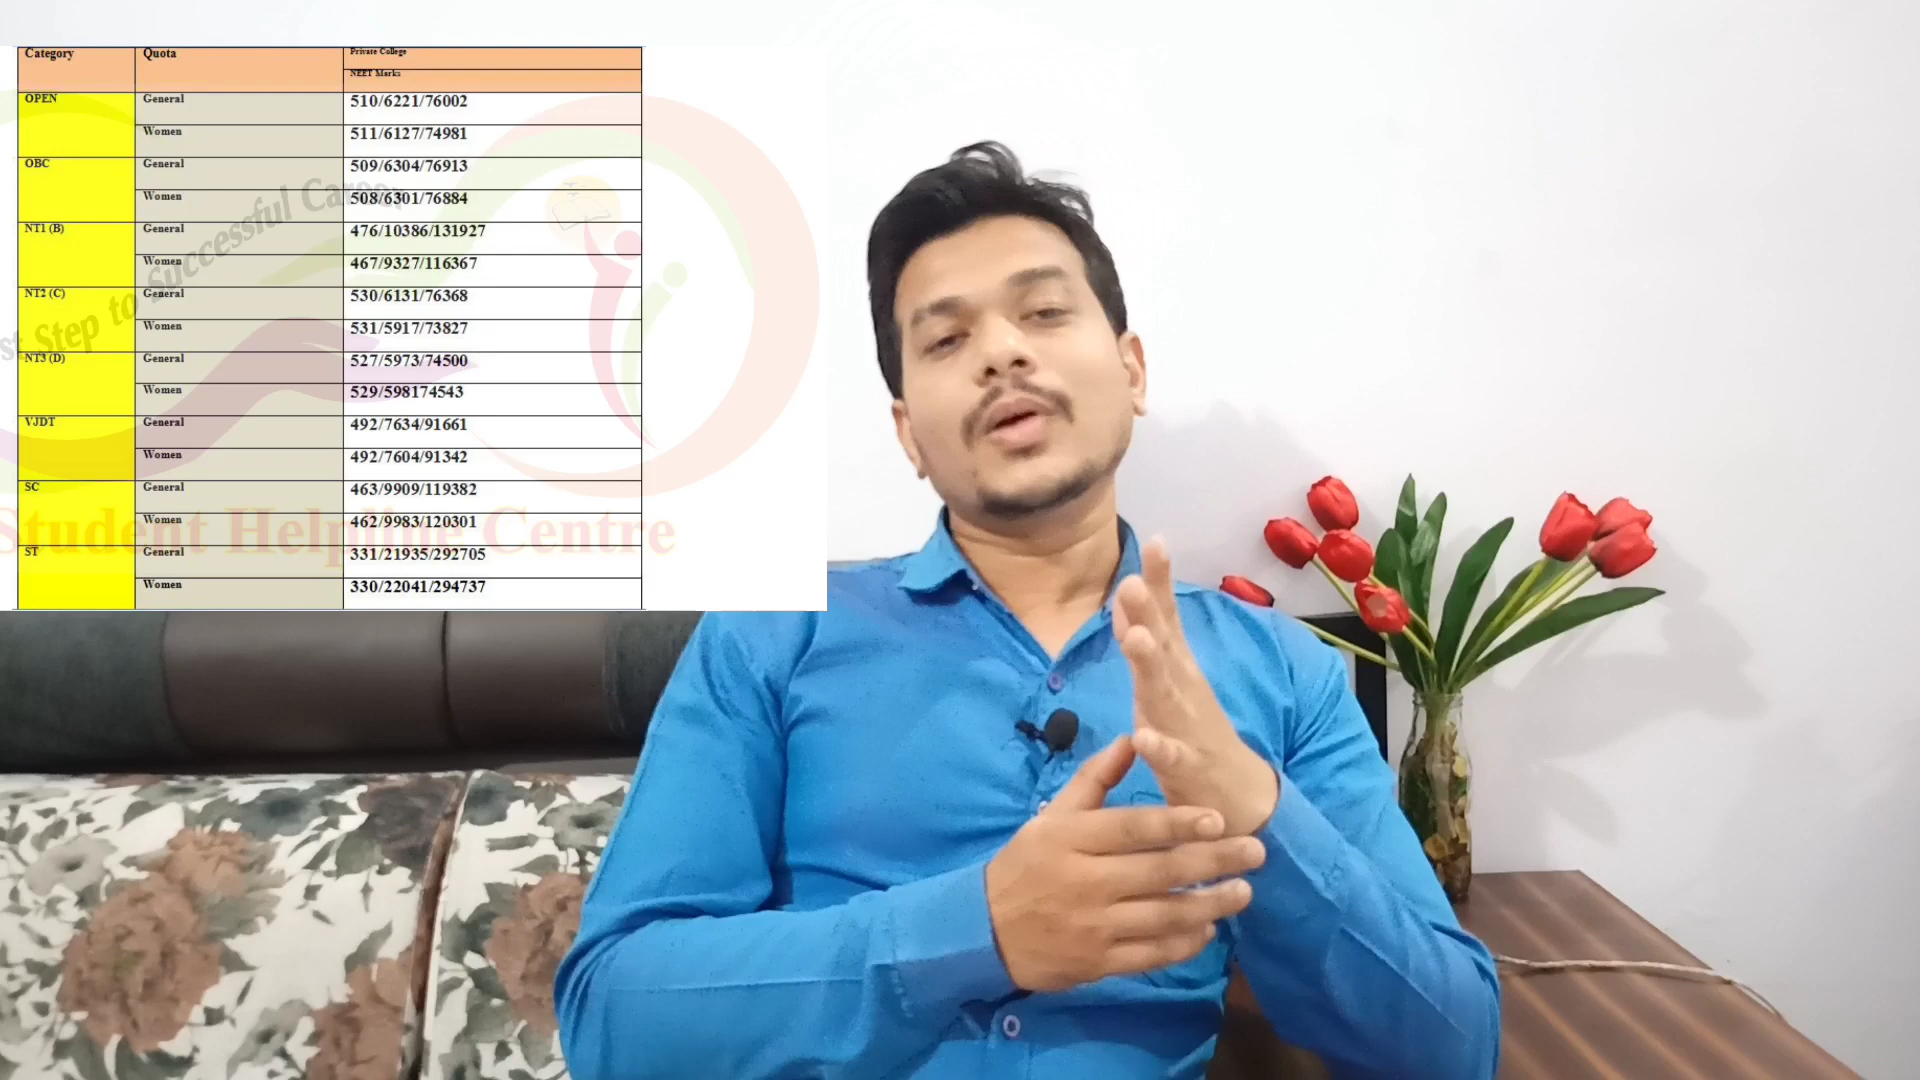 Category Quota Private College
NEET Marks
OPEN General 510/6221/76002
Women 511/6127/74981
OBC General 509/6304/76913
Women 508/6301/76884
NT1 (B) General 476/10386/131927
Women 467/9327/116367
NT2 (C) General 530/6131/76368
Women 531/5917/73827
NT3 (D) General 527/5973/74500
Women 529/598174543
VJDT General 492/7634/91661
Women 492/7604/91342
SC General 463/9909/119382
Women 462/9983/120301
ST General 331/21935/292705
Women 330/22041/294737
st Step to Successful Career
Student Helpline Centre